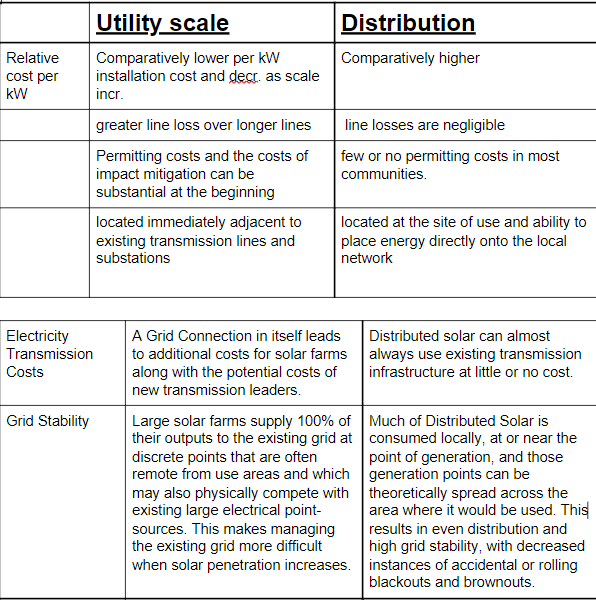 Utility scale
Distribution
Relative
cost per
kW
Comparatively lower per kW
installation cost and decr. as scale
incr.
Comparatively higher
greater line loss over longer lines
line losses are negligible
Permitting costs and the costs of
impact mitigation can be
substantial at the beginning
few or no permitting costs in most
communities.
located immediately adjacent to
existing transmission lines and
substations
located at the site of use and ability to
place energy directly onto the local
network
Electricity
Transmission
Costs
A Grid Connection in itself leads
to additional costs for solar farms
along with the potential costs of
new transmission leaders.
Distributed solar can almost
always use existing transmission
infrastructure at little or no cost.
Grid Stability
Large solar farms supply 100% of
their outputs to the existing grid at
discrete points that are often
remote from use areas and which
may also physically compete with
existing large electrical point-
sources. This makes managing
the existing grid more difficult
when solar penetration increases.
Much of Distributed Solar is
consumed locally, at or near the
point of generation, and those
generation points can be
theoretically spread across the
area where it would be used. This
results in even distribution and
high grid stability, with decreased
instances of accidental or rolling
blackouts and brownouts.